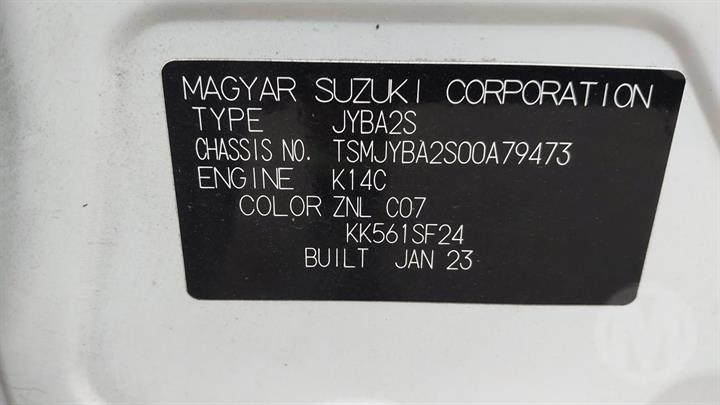 MAGYAR SUZUKI CORPORATION
TYPE JYBA2S
CHASSIS NO. TSMJYBA2S00A79473
ENGINE K14C
COLOR ZNL C07
KK561SF24
BUILT JAN 23